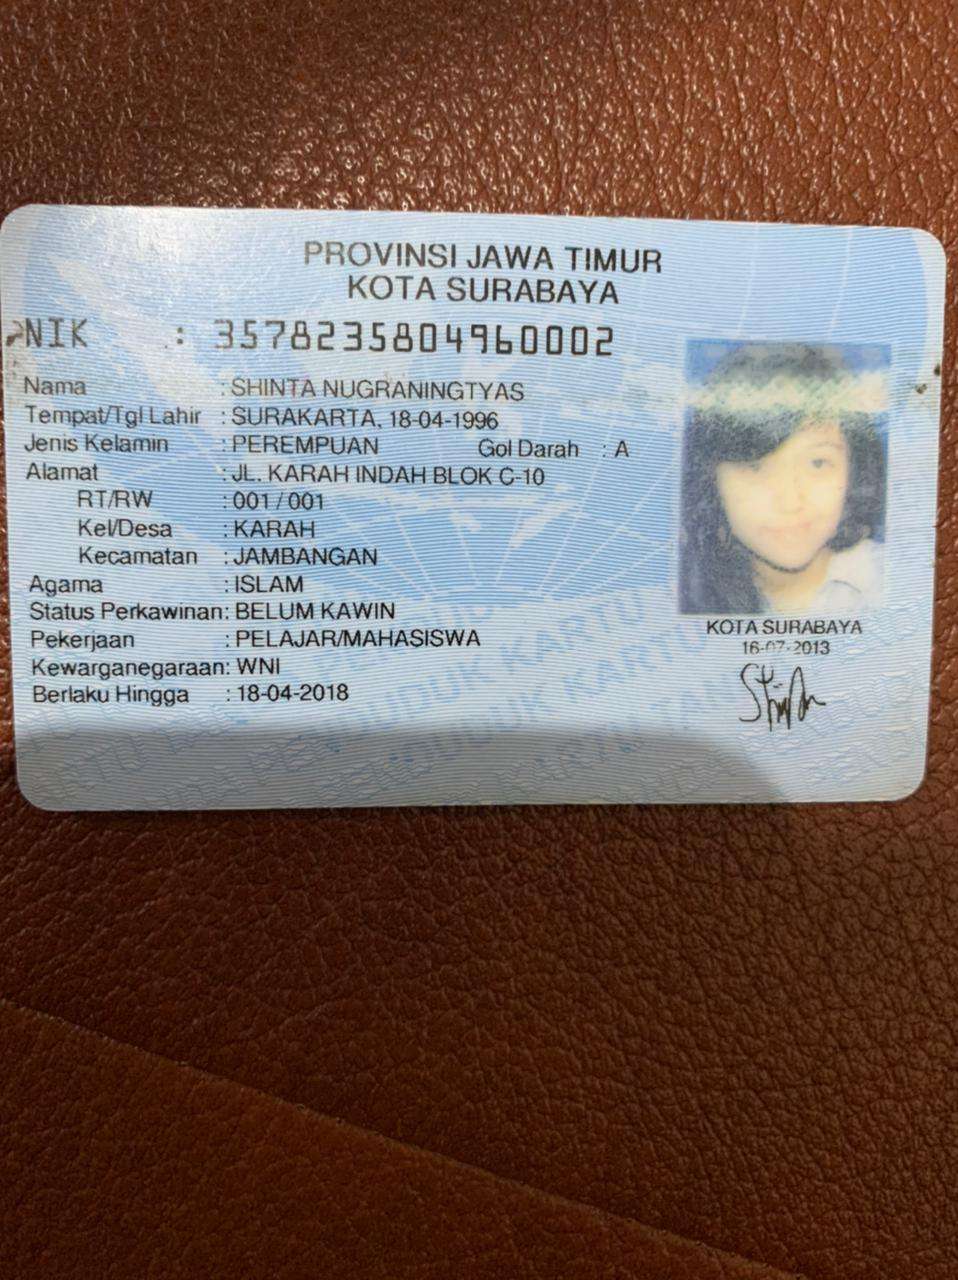 PROVINSI JAWA TIMUR
KOTA SURABAYA
NIK : 3578235804960002
Nama : SHINTA NUGRANINGTYAS
Tempat/Tgl Lahir : SURAKARTA, 18-04-1996
Jenis Kelamin : PEREMPUAN Gol Darah : A
Alamat : JL. KARAH INDAH BLOK C-10
RT/RW : 001 / 001
Kel/Desa : KARAH
Kecamatan : JAMBANGAN
Agama : ISLAM
Status Perkawinan: BELUM KAWIN
Pekerjaan : PELAJAR/MAHASISWA
Kewarganegaraan: WNI
Berlaku Hingga : 18-04-2018
KOTA SURABAYA
16-07-2013